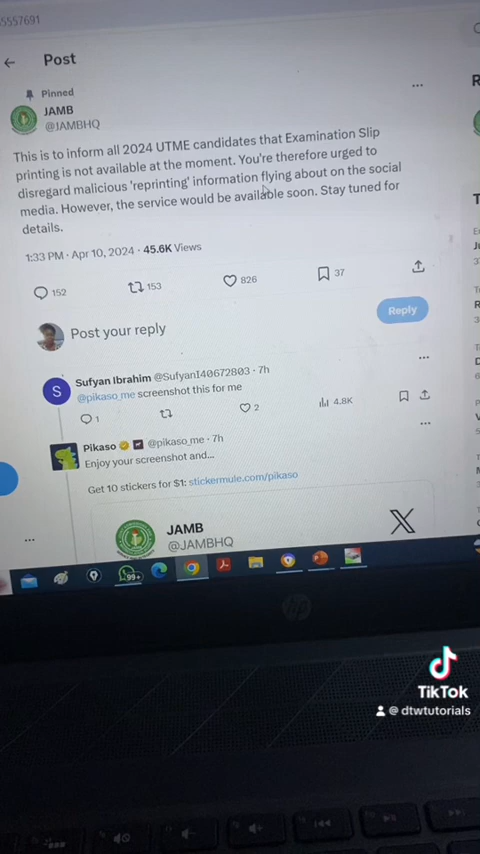 5557691
← Post
Pinned
JAMB
@JAMBHQ
This is to inform all 2024 UTME candidates that Examination Slip
printing is not available at the moment. You're therefore urged to
disregard malicious 'reprinting' information flying about on the social
media. However, the service would be available soon. Stay tuned for
details.
1:33 PM · Apr 10, 2024 · 45.6K Views
152 153 826 37
Post your reply
Reply
Sufyan Ibrahim @SufyanI40672803 · 7h
@pikaso_me screenshot this for me
1 2 4.8K
Pikaso @pikaso_me · 7h
Enjoy your screenshot and...
Get 10 stickers for $1: stickermule.com/pikaso
JAMB
@JAMBHQ
99+
hp
TikTok
@ dtwtutorials